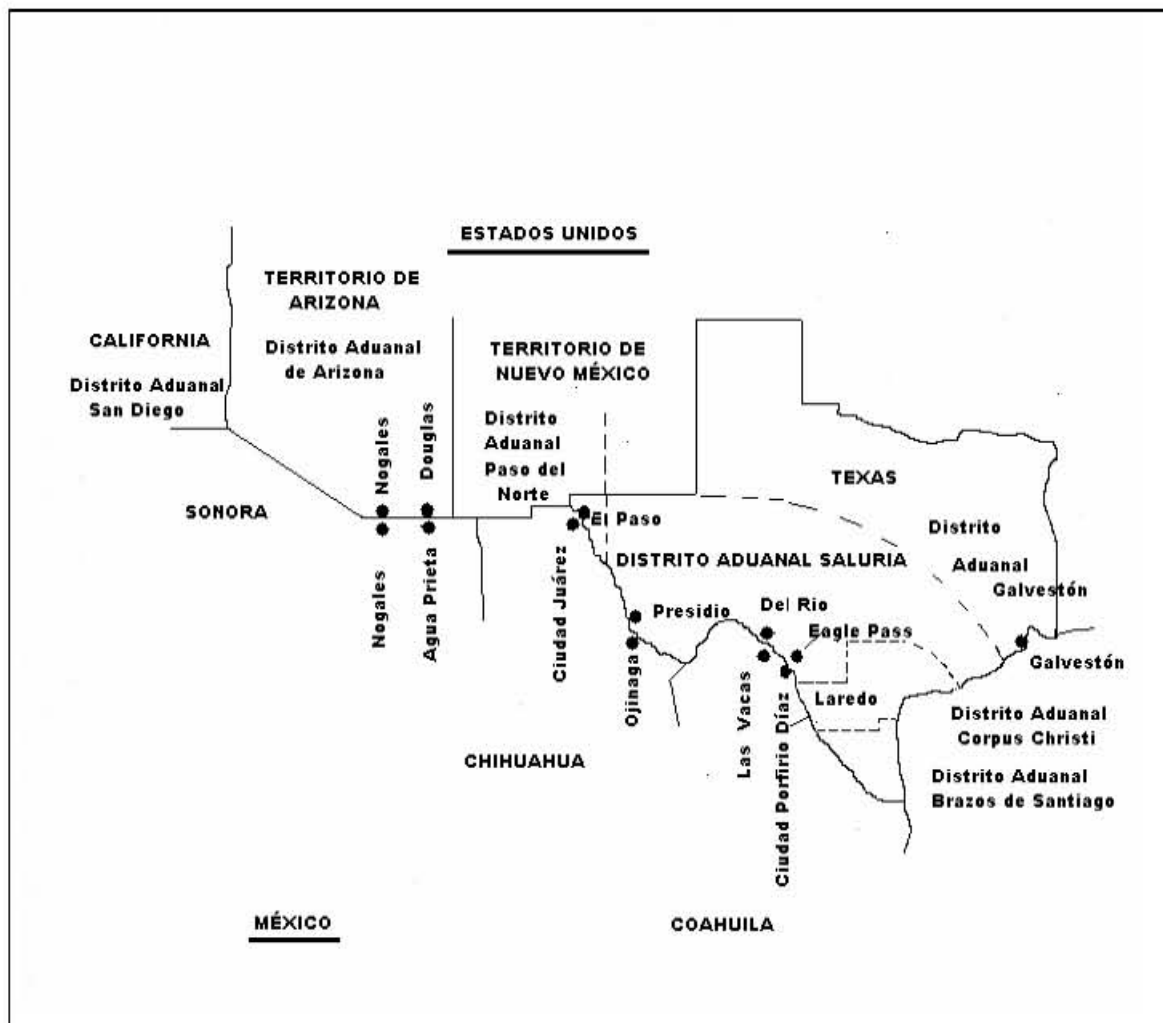 ESTADOS UNIDOS
TERRITORIO DE
ARIZONA
CALIFORNIA
Distrito Aduanal
de Arizona
TERRITORIO DE
NUEVO MÉXICO
Distrito Aduanal
San Diego
Distrito
Aduanal
Paso del
Norte
Nogales
Douglas
TEXAS
SONORA
El Paso
Distrito
Aduanal
Galvestón
DISTRITO ADUANAL SALURIA
Nogales
Agua Prieta
Ciudad Juárez
Presidio
Del Rio
Eagle Pass
Galvestón
Ojinaga
Las Vacas
Ciudad Porfirio Díaz
Laredo
Distrito Aduanal
Corpus Christi
CHIHUAHUA
Distrito Aduanal
Brazos de Santiago
MÉXICO
COAHUILA